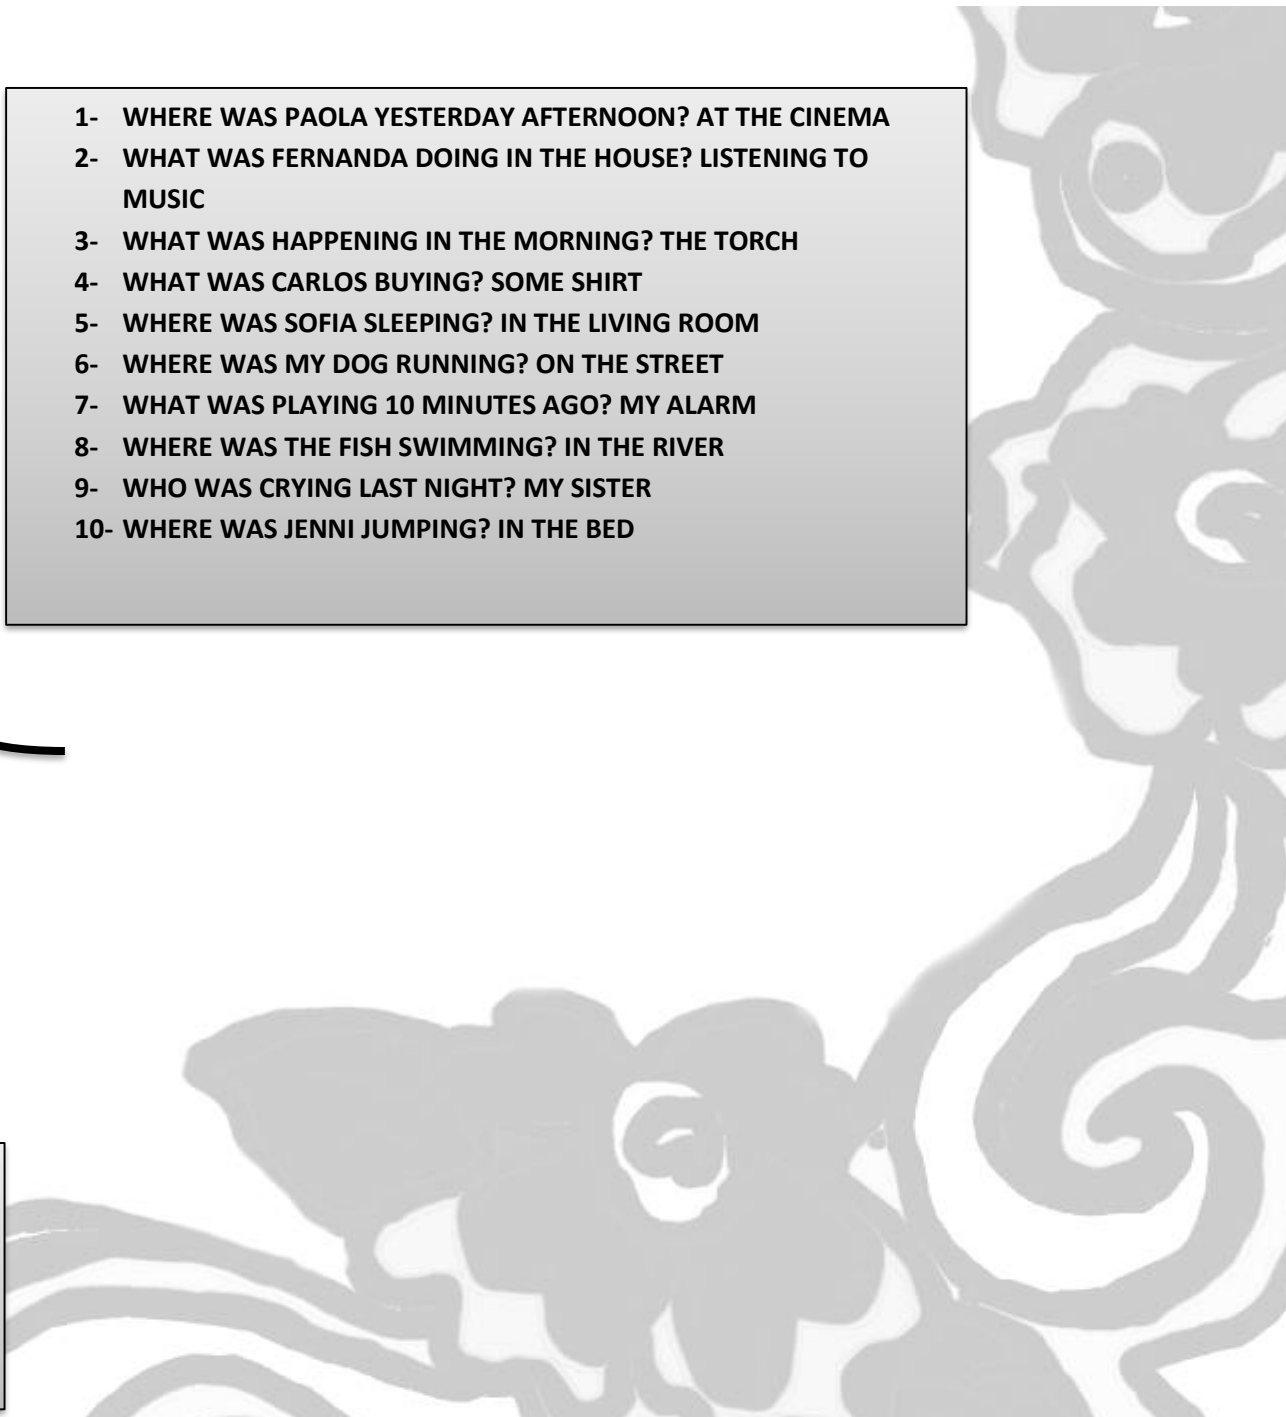 1- WHERE WAS PAOLA YESTERDAY AFTERNOON? AT THE CINEMA
2- WHAT WAS FERNANDA DOING IN THE HOUSE? LISTENING TO
MUSIC
3- WHAT WAS HAPPENING IN THE MORNING? THE TORCH
4- WHAT WAS CARLOS BUYING? SOME SHIRT
5- WHERE WAS SOFIA SLEEPING? IN THE LIVING ROOM
6- WHERE WAS MY DOG RUNNING? ON THE STREET
7- WHAT WAS PLAYING 10 MINUTES AGO? MY ALARM
8- WHERE WAS THE FISH SWIMMING? IN THE RIVER
9- WHO WAS CRYING LAST NIGHT? MY SISTER
10- WHERE WAS JENNI JUMPING? IN THE BED